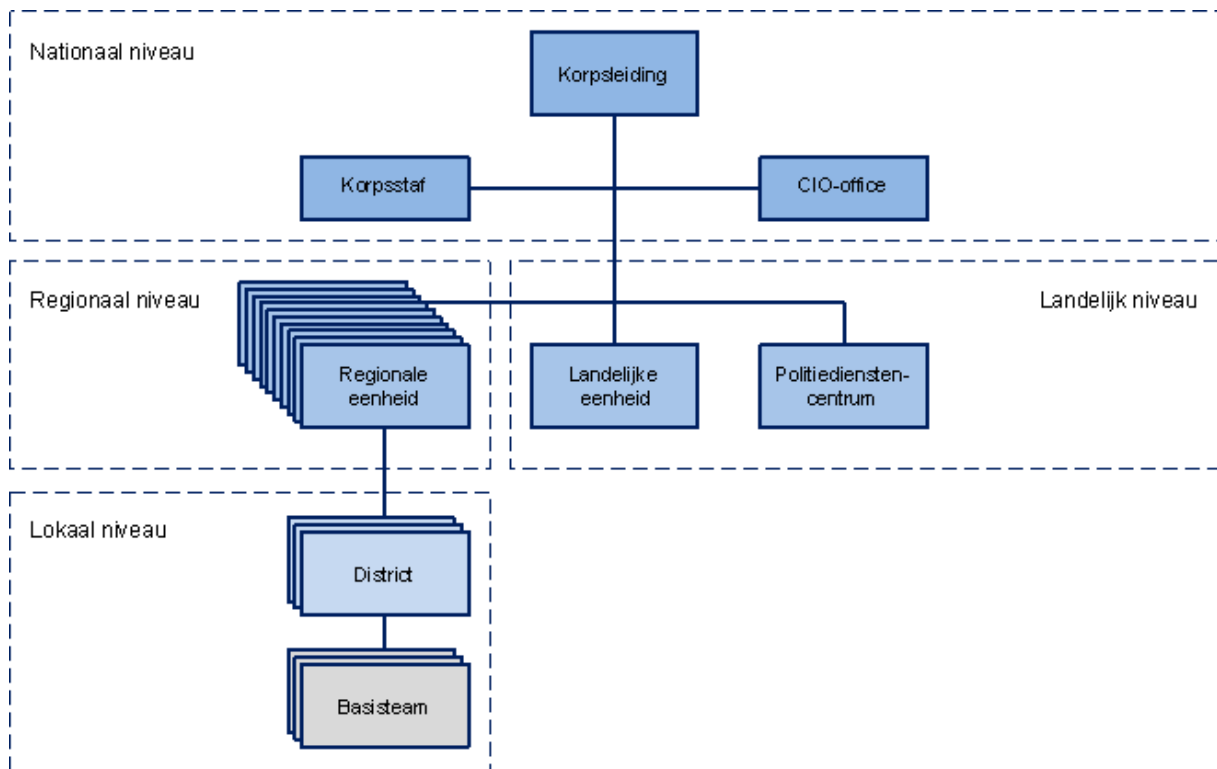 Nationaal niveau
Korpsleiding
Korpsstaf
CIO-office
Regionaal niveau
Landelijk niveau
Regionale
eenheid
Landelijke
eenheid
Politiediensten-
centrum
Lokaal niveau
District
Basisteam